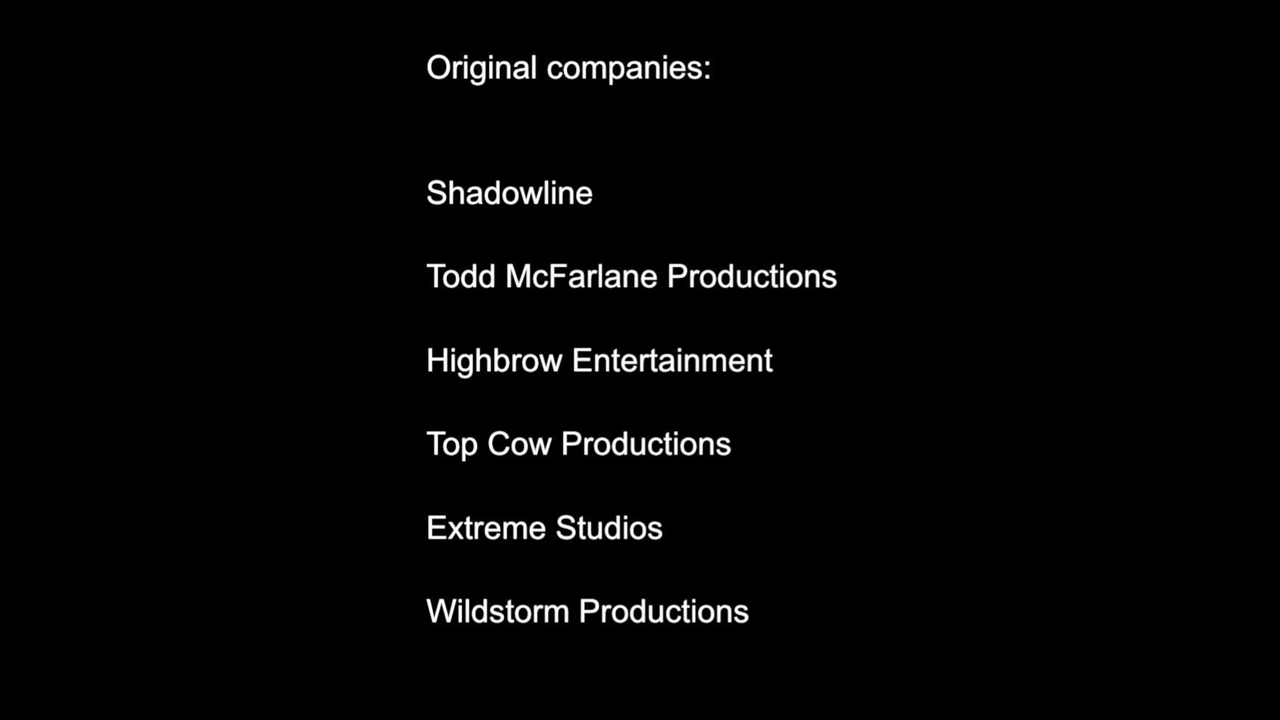 Original companies:
Shadowline
Todd McFarlane Productions
Highbrow Entertainment
Top Cow Productions
Extreme Studios
Wildstorm Productions